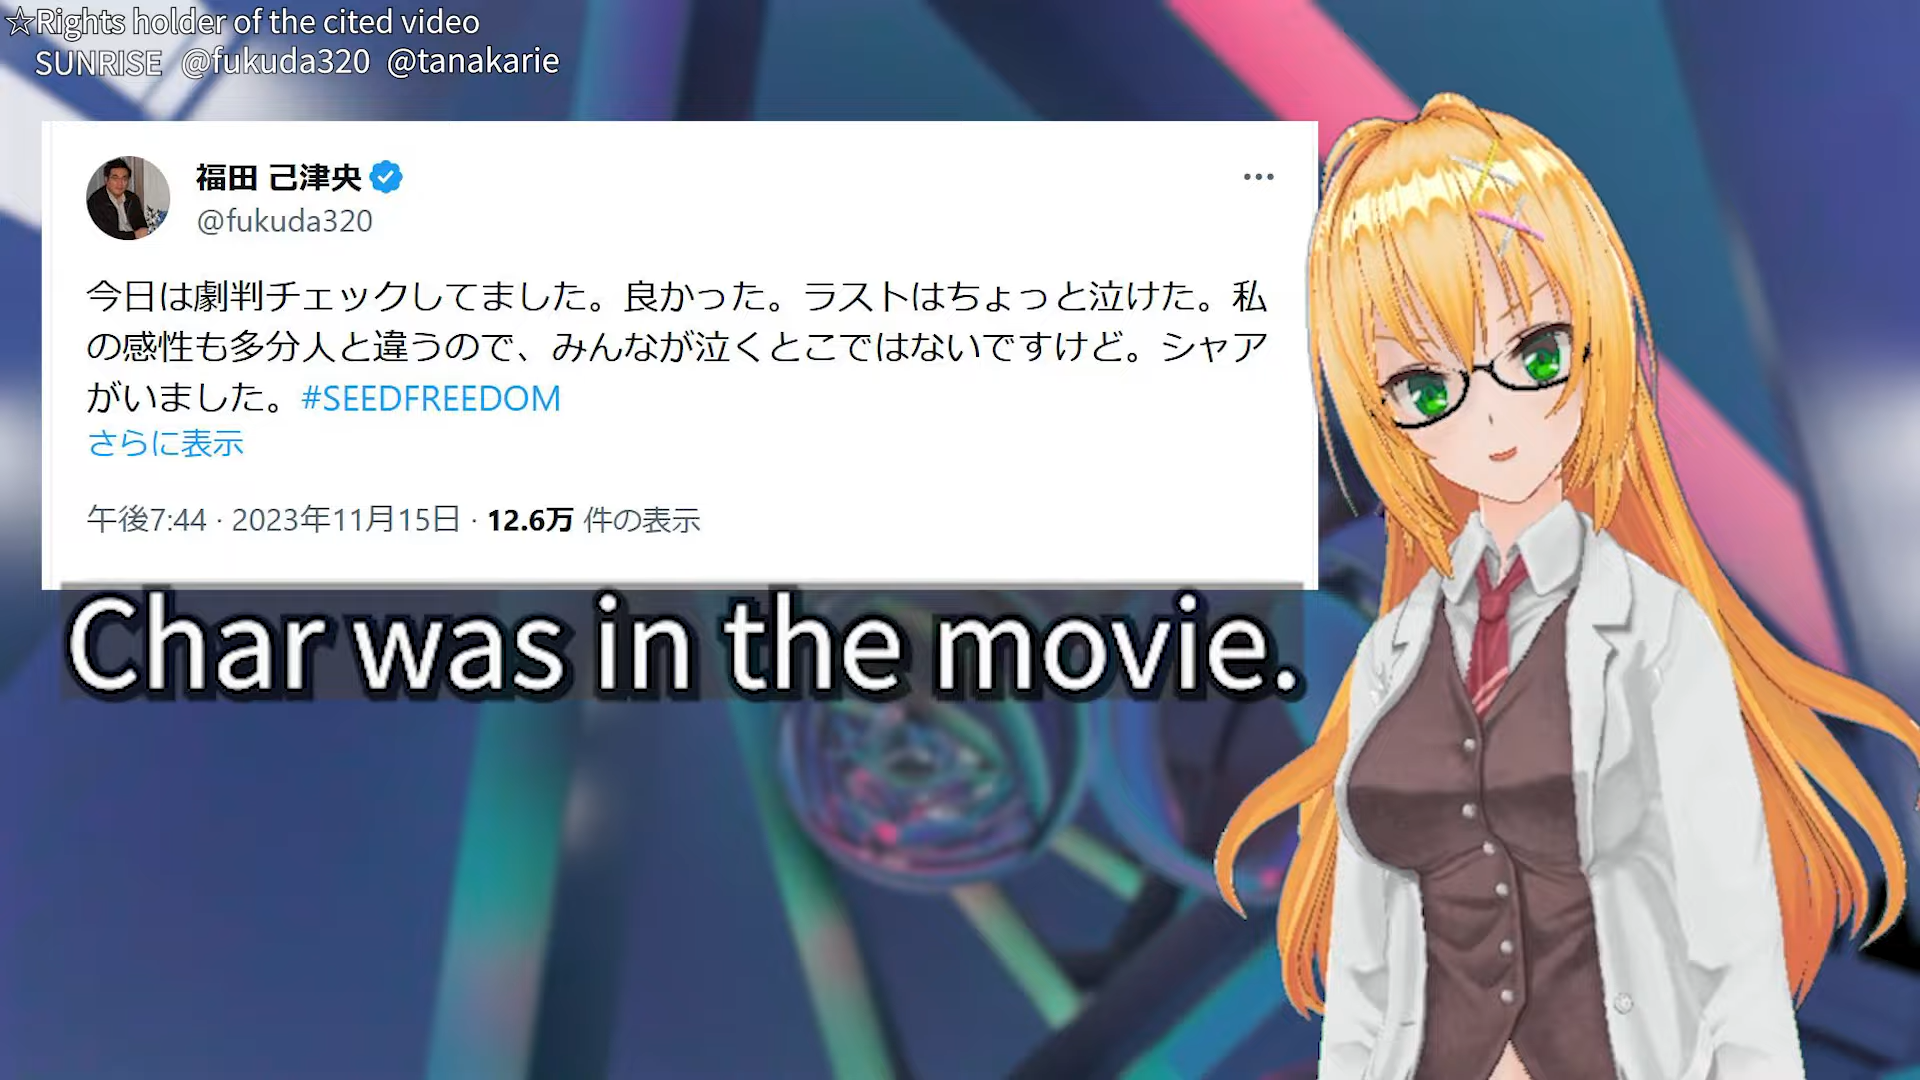 ☆Rights holder of the cited video
SUNRISE @fukuda320 @tanakarie
福田 己津央
@fukuda320
今日は劇判チェックしてました。良かった。ラストはちょっと泣けた。私
の感性も多分人と違うので、みんなが泣くとこではないですけど。シャア
がいました。#SEEDFREEDOM
さらに表示
午後7:44 · 2023年11月15日 · 12.6万 件の表示
Char was in the movie.